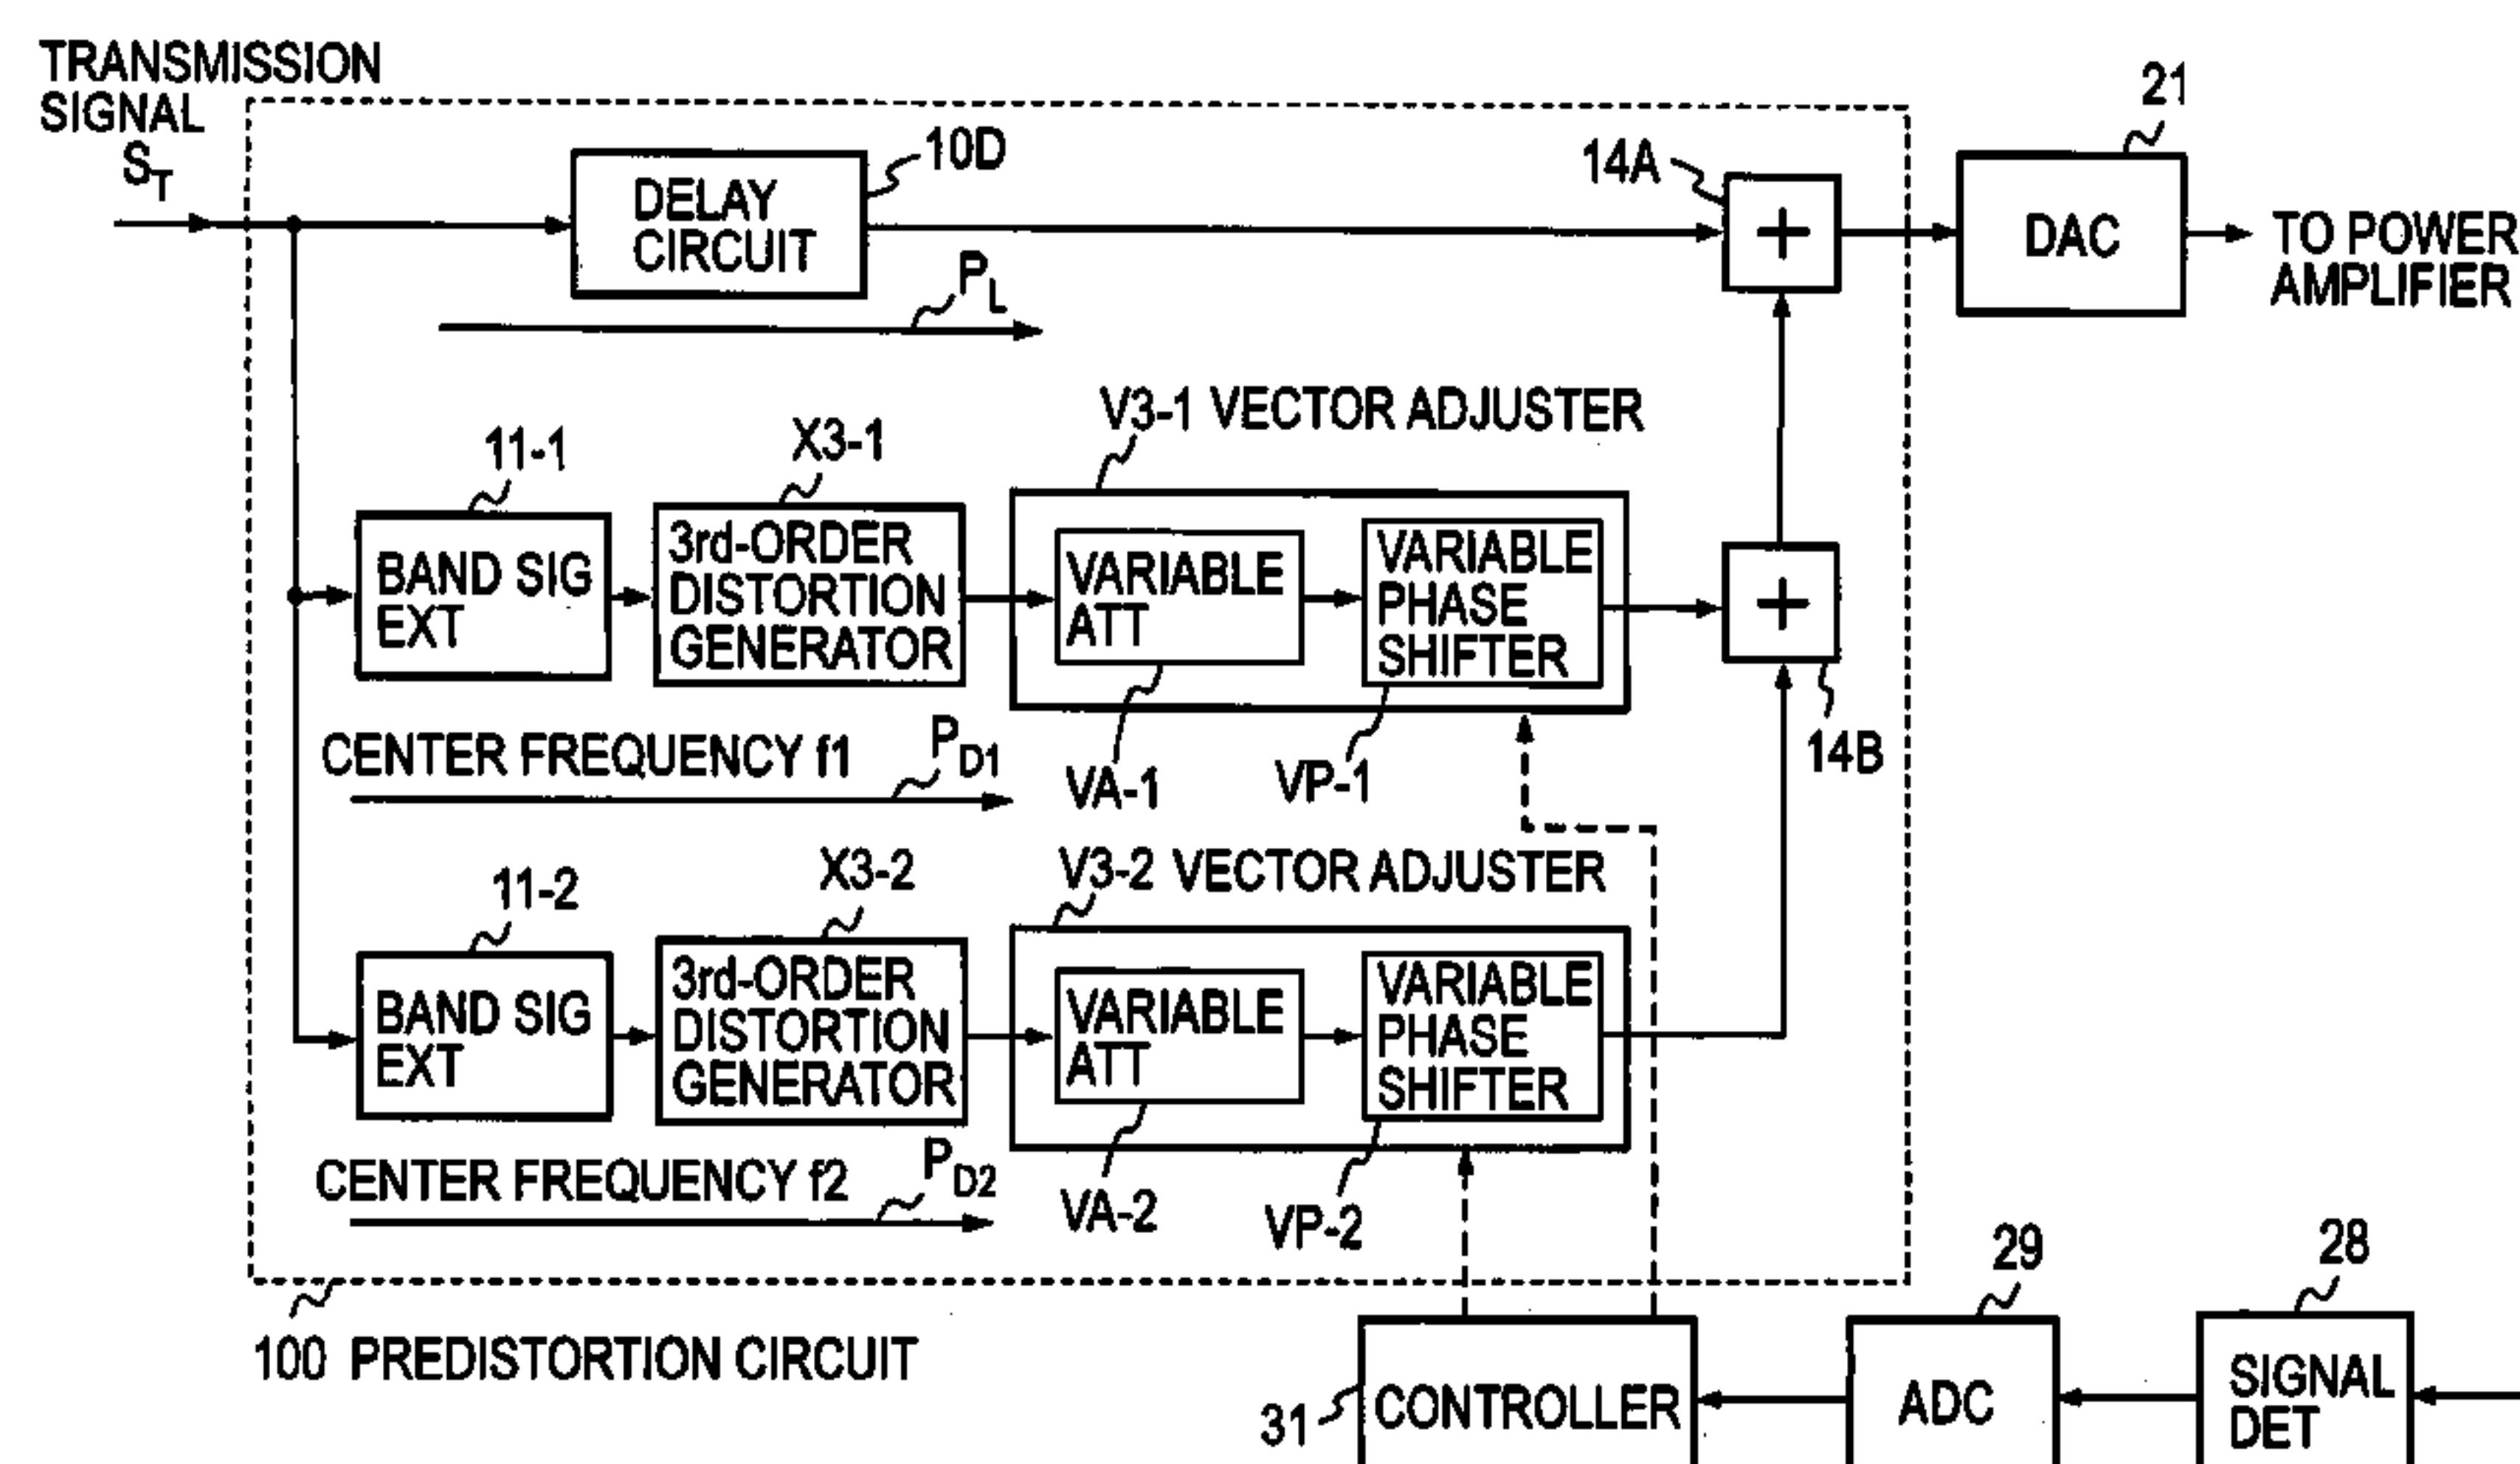 TRANSMISSION
SIGNAL
S_T
21
10D
14A
DELAY
CIRCUIT
+
DAC
TO POWER
AMPLIFIER
P_L
V3-1 VECTOR ADJUSTER
11-1
X3-1
BAND SIG
EXT
3rd-ORDER
DISTORTION
GENERATOR
VARIABLE
ATT
VARIABLE
PHASE
SHIFTER
+
14B
CENTER FREQUENCY f1
P_D1
VA-1
VP-1
11-2
X3-2
V3-2 VECTOR ADJUSTER
BAND SIG
EXT
3rd-ORDER
DISTORTION
GENERATOR
VARIABLE
ATT
VARIABLE
PHASE
SHIFTER
CENTER FREQUENCY f2
P_D2
VA-2
VP-2
100 PREDISTORTION CIRCUIT
31
CONTROLLER
29
ADC
28
SIGNAL
DET